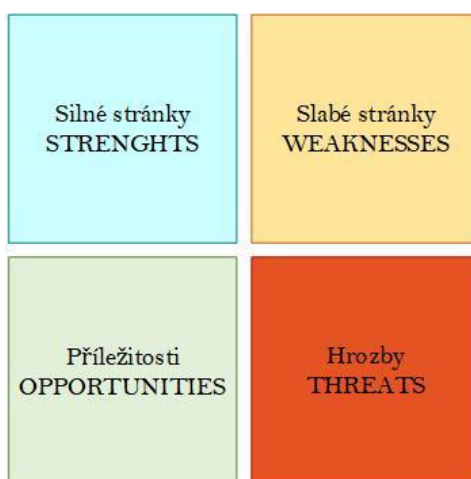 Silné stránky
STRENGHTS
Slabé stránky
WEAKNESSES
Příležitosti
OPPORTUNITIES
Hrozby
THREATS